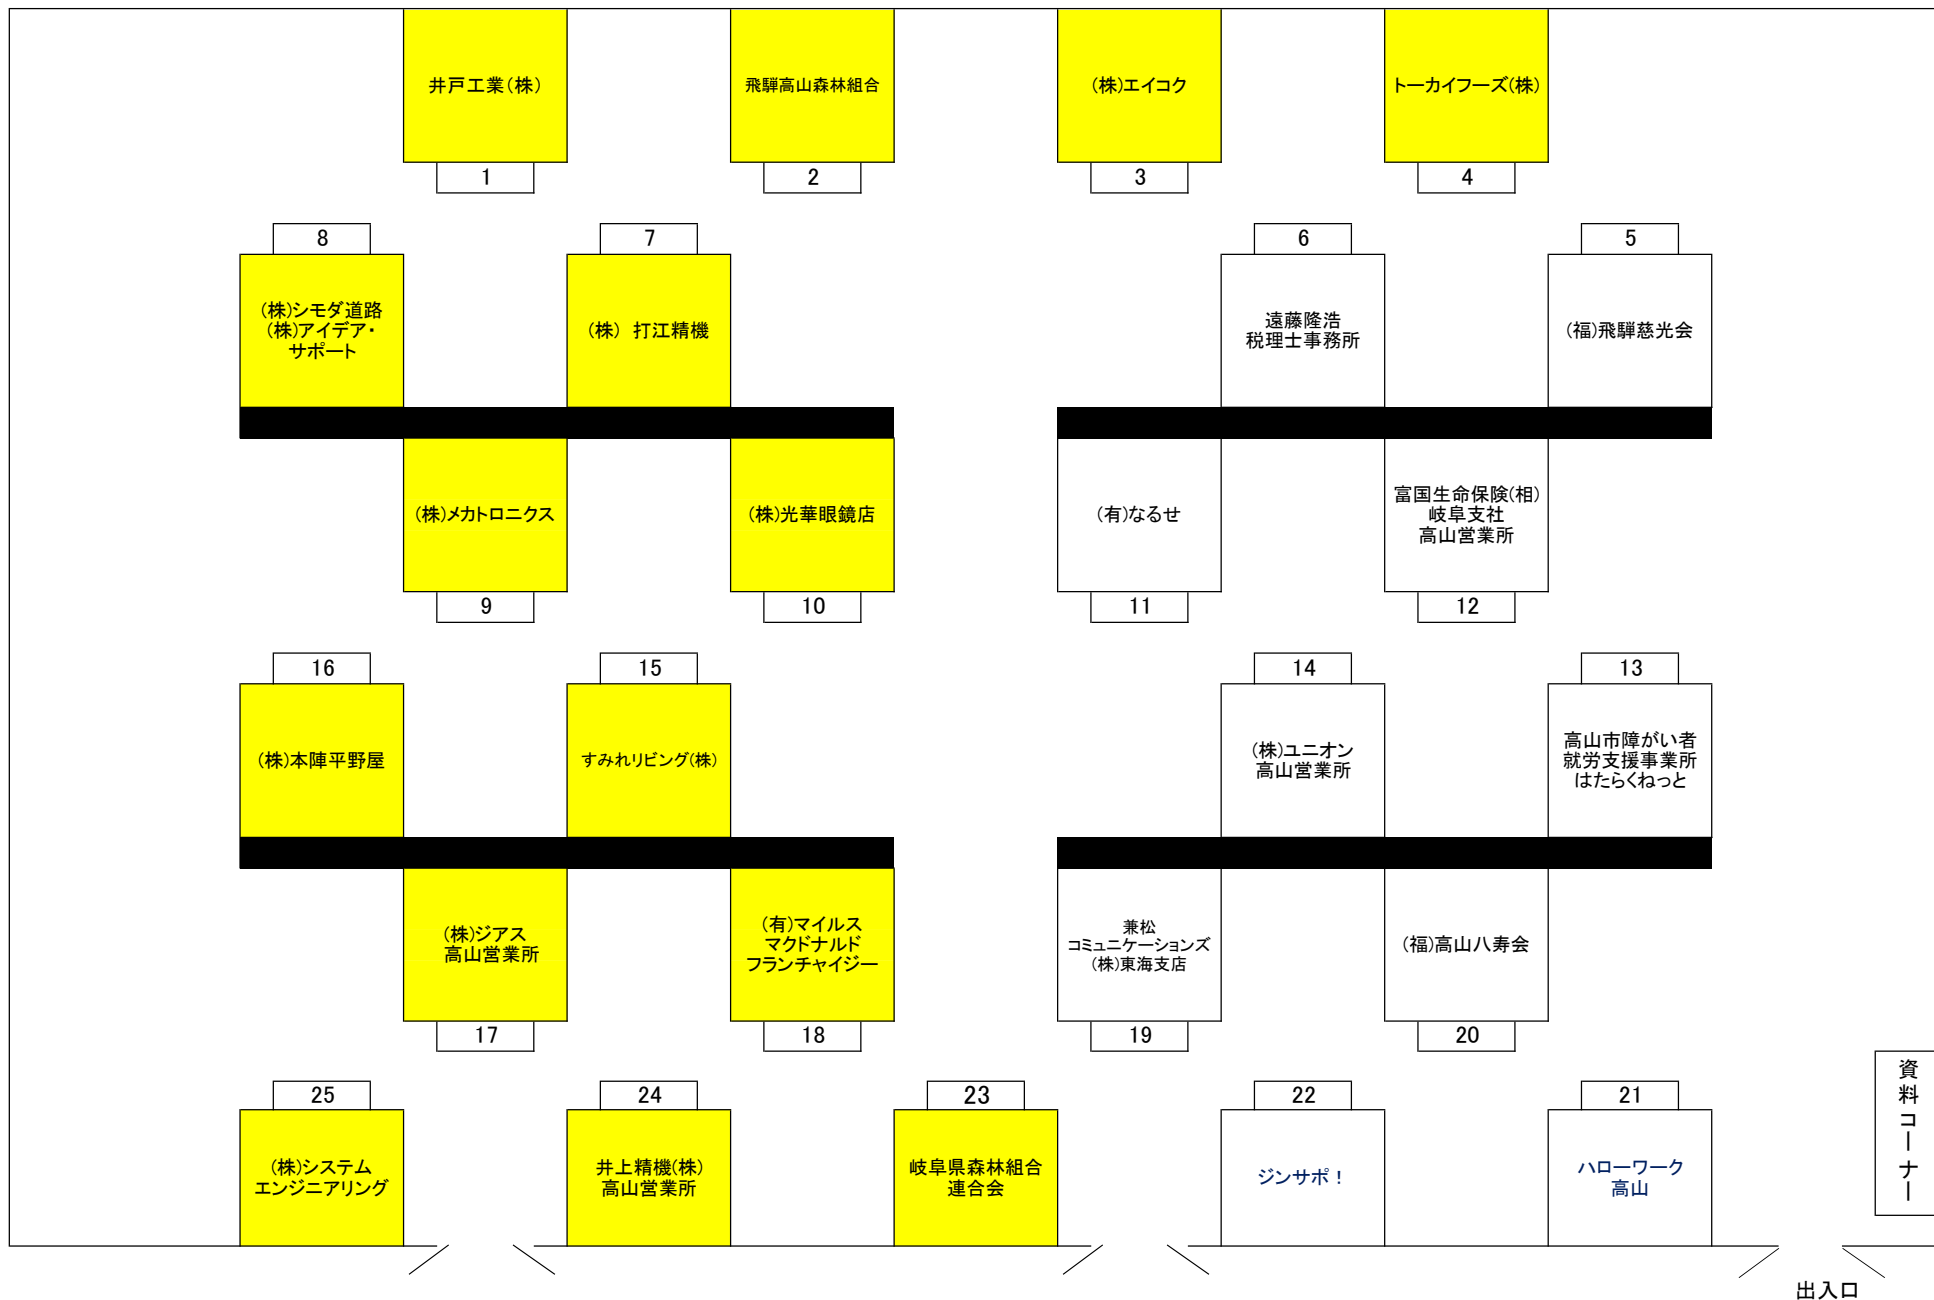 井戸工業(株)
飛騨高山森林組合
(株)エイコク
トーカイフーズ(株)
1
2
3
4
8
7
6
5
(株)シモダ道路
(株)アイデア・
サポート
(株) 打江精機
遠藤隆浩
税理士事務所
(福)飛騨慈光会
(株)メカトロニクス
(株)光華眼鏡店
(有)なるせ
富国生命保険(相)
岐阜支社
高山営業所
9
10
11
12
16
15
14
13
(株)本陣平野屋
すみれリビング(株)
(株)ユニオン
高山営業所
高山市障がい者
就労支援事業所
はたらくねっと
(株)ジアス
高山営業所
(有)マイルス
マクドナルド
フランチャイジー
兼松
コミュニケーションズ
(株)東海支店
(福)高山八寿会
17
18
19
20
25
24
23
22
21
(株)システム
エンジニアリング
井上精機(株)
高山営業所
岐阜県森林組合
連合会
ジンサポ！
ハローワーク
高山
資料コーナー
出入口